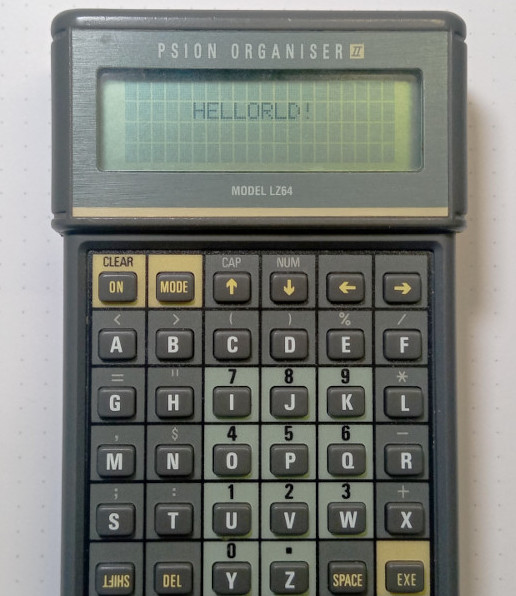 PSION ORGANISER II
HELLORLD!
MODEL LZ64
CLEAR CAP NUM
ON MODE ↑ ↓ ← →
< > ( ) % /
A B C D E F
= " 7 8 9 *
G H I J K L
, $ 4 5 6 −
M N O P Q R
; : 1 2 3 +
S T U V W X
0 .
SHIFT DEL Y Z SPACE EXE